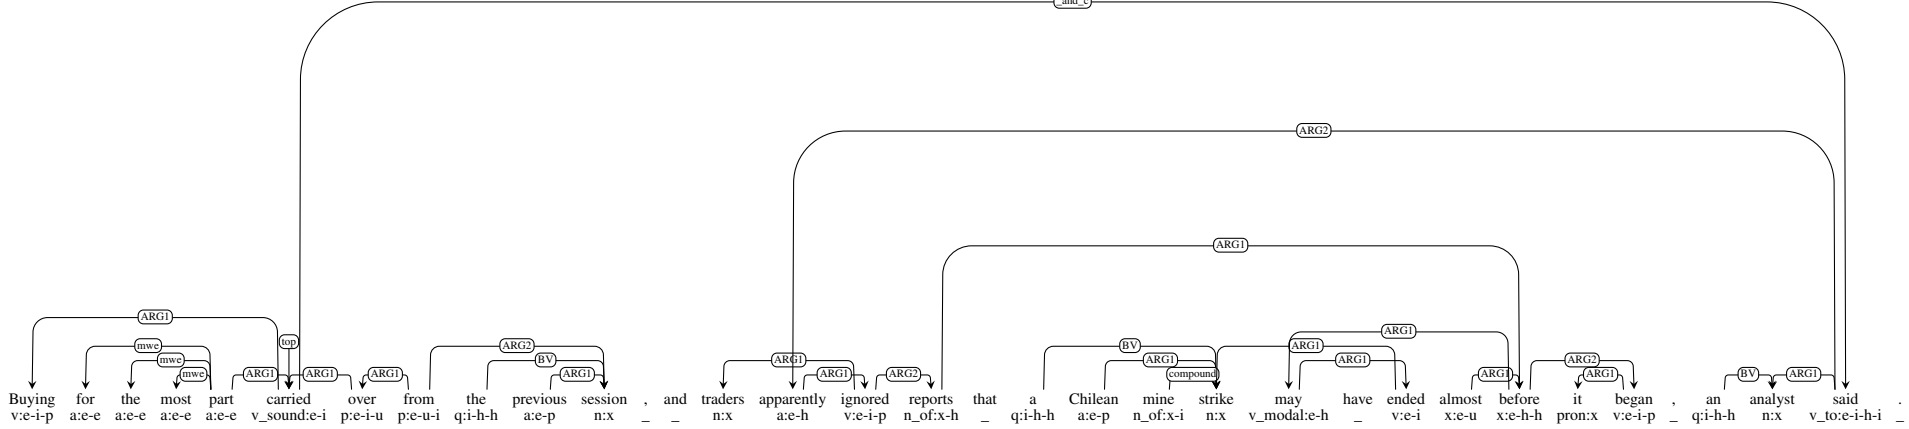 _and_c
ARG2
ARG1
ARG1 ARG1
top
mwe ARG2 BV ARG1
mwe BV ARG1 ARG1 ARG1 ARG2
mwe ARG1 ARG1 ARG1 ARG1 ARG1 ARG2 compound ARG1 ARG1 BV ARG1
Buying for the most part carried over from the previous session , and traders apparently ignored reports that a Chilean mine strike may have ended almost before it began , an analyst said .
v:e-i-p a:e-e a:e-e a:e-e a:e-e v_sound:e-i p:e-i-u p:e-u-i q:i-h-h a:e-p n:x _ _ n:x a:e-h v:e-i-p n_of:x-h _ q:i-h-h a:e-p n_of:x-i n:x v_modal:e-h _ v:e-i x:e-u x:e-h-h pron:x v:e-i-p _ q:i-h-h n:x v_to:e-i-h-i _